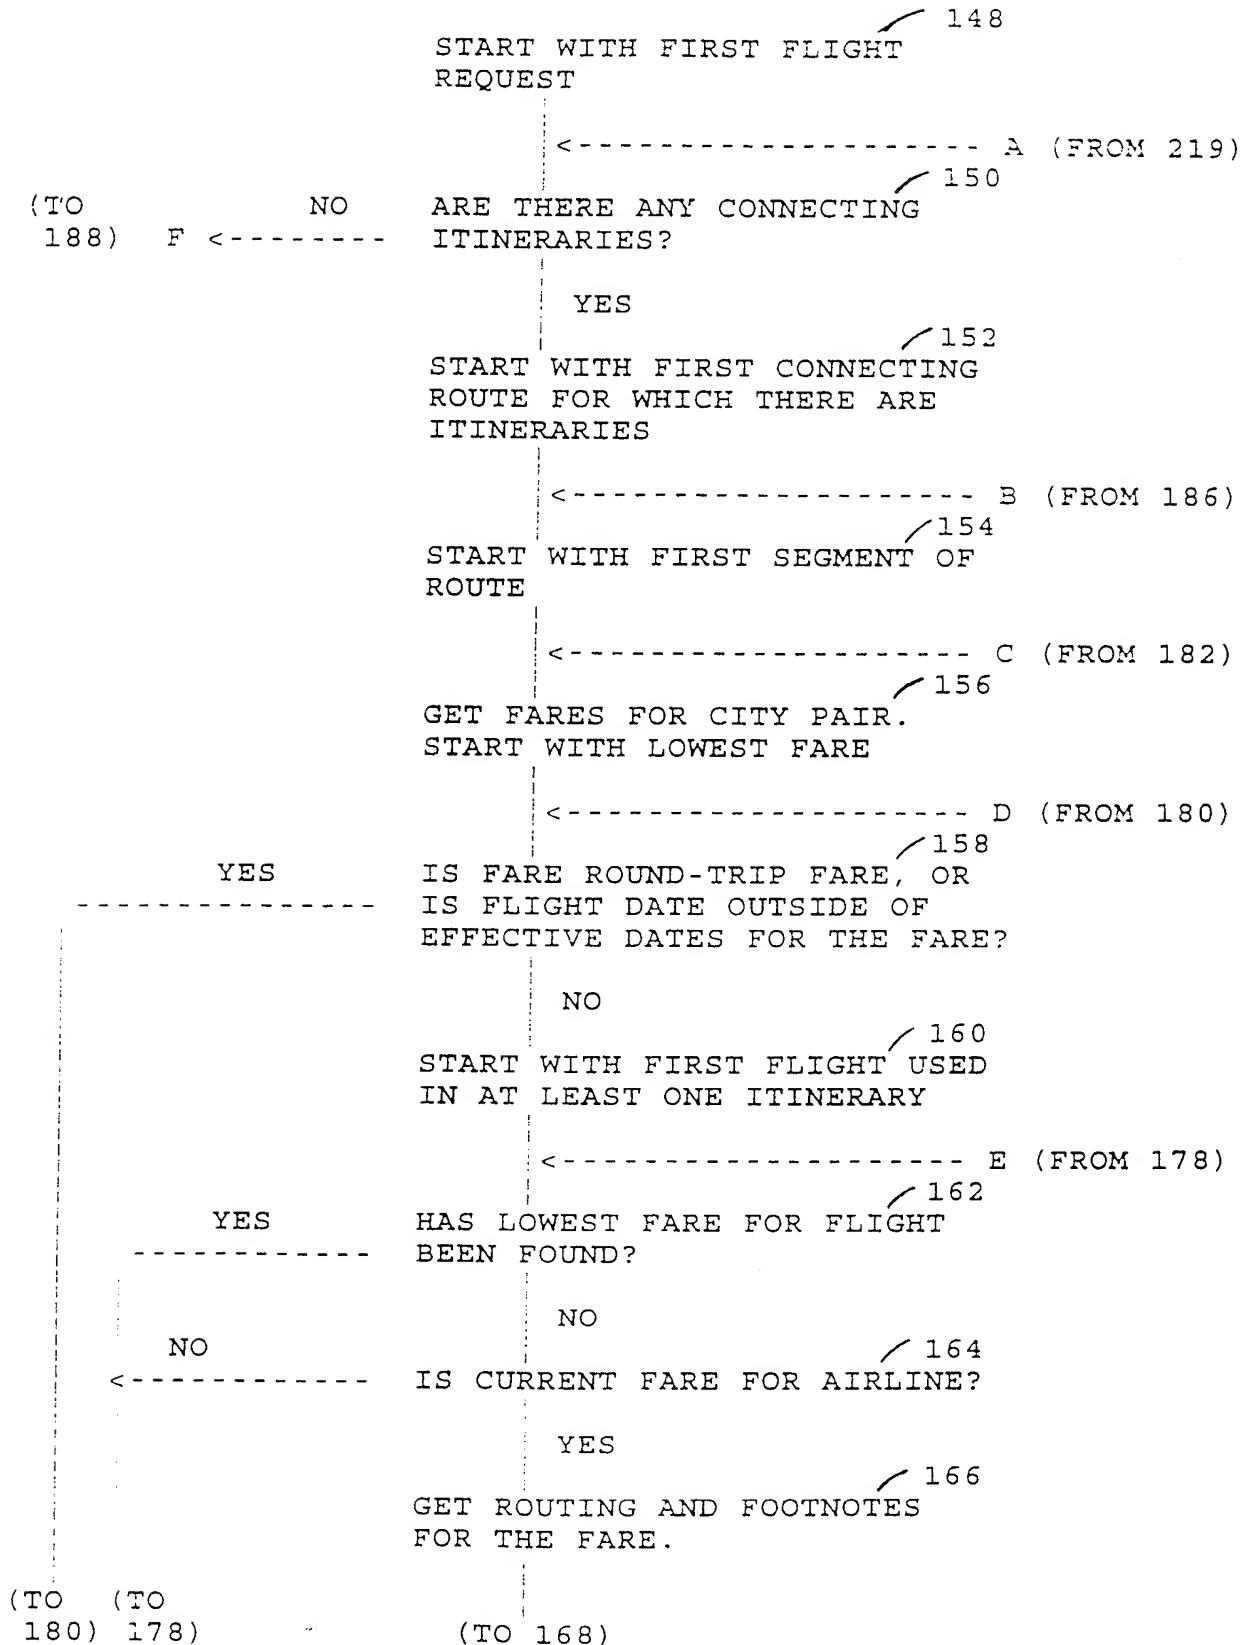 148
START WITH FIRST FLIGHT
REQUEST
<-------------------- A (FROM 219)
150
(TO NO ARE THERE ANY CONNECTING
188) F <-------- ITINERARIES?
YES
152
START WITH FIRST CONNECTING
ROUTE FOR WHICH THERE ARE
ITINERARIES
<-------------------- B (FROM 186)
154
START WITH FIRST SEGMENT OF
ROUTE
<-------------------- C (FROM 182)
156
GET FARES FOR CITY PAIR.
START WITH LOWEST FARE
<-------------------- D (FROM 180)
158
YES IS FARE ROUND-TRIP FARE, OR
--------------- IS FLIGHT DATE OUTSIDE OF
EFFECTIVE DATES FOR THE FARE?
NO
160
START WITH FIRST FLIGHT USED
IN AT LEAST ONE ITINERARY
<-------------------- E (FROM 178)
162
YES HAS LOWEST FARE FOR FLIGHT
------------ BEEN FOUND?
NO
NO 164
<------------ IS CURRENT FARE FOR AIRLINE?
YES
166
GET ROUTING AND FOOTNOTES
FOR THE FARE.
(TO (TO
180) 178) (TO 168)